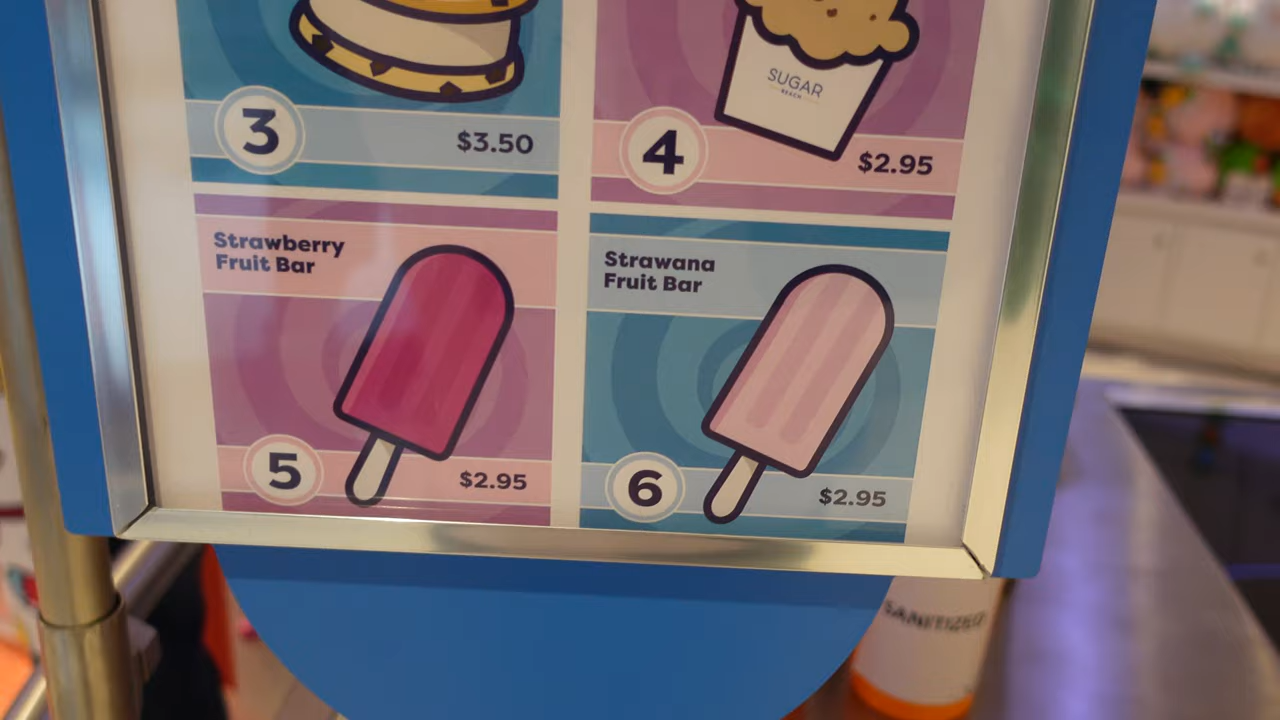 SUGAR
BEACH
3
$3.50
4
$2.95
Strawberry
Fruit Bar
5
$2.95
Strawana
Fruit Bar
6
$2.95
SANITIZED